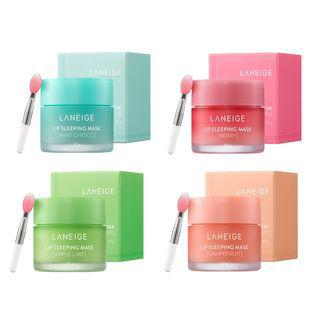 LANEIGE
LANEIGE
LIP SLEEPING MASK
[MINT CHOCO]
LANEIGE
LANEIGE
LIP SLEEPING MASK
[BERRY]
LANEIGE
LANEIGE
LIP SLEEPING MASK
[APPLE LIME]
LANEIGE
LANEIGE
LIP SLEEPING MASK
[GRAPEFRUIT]